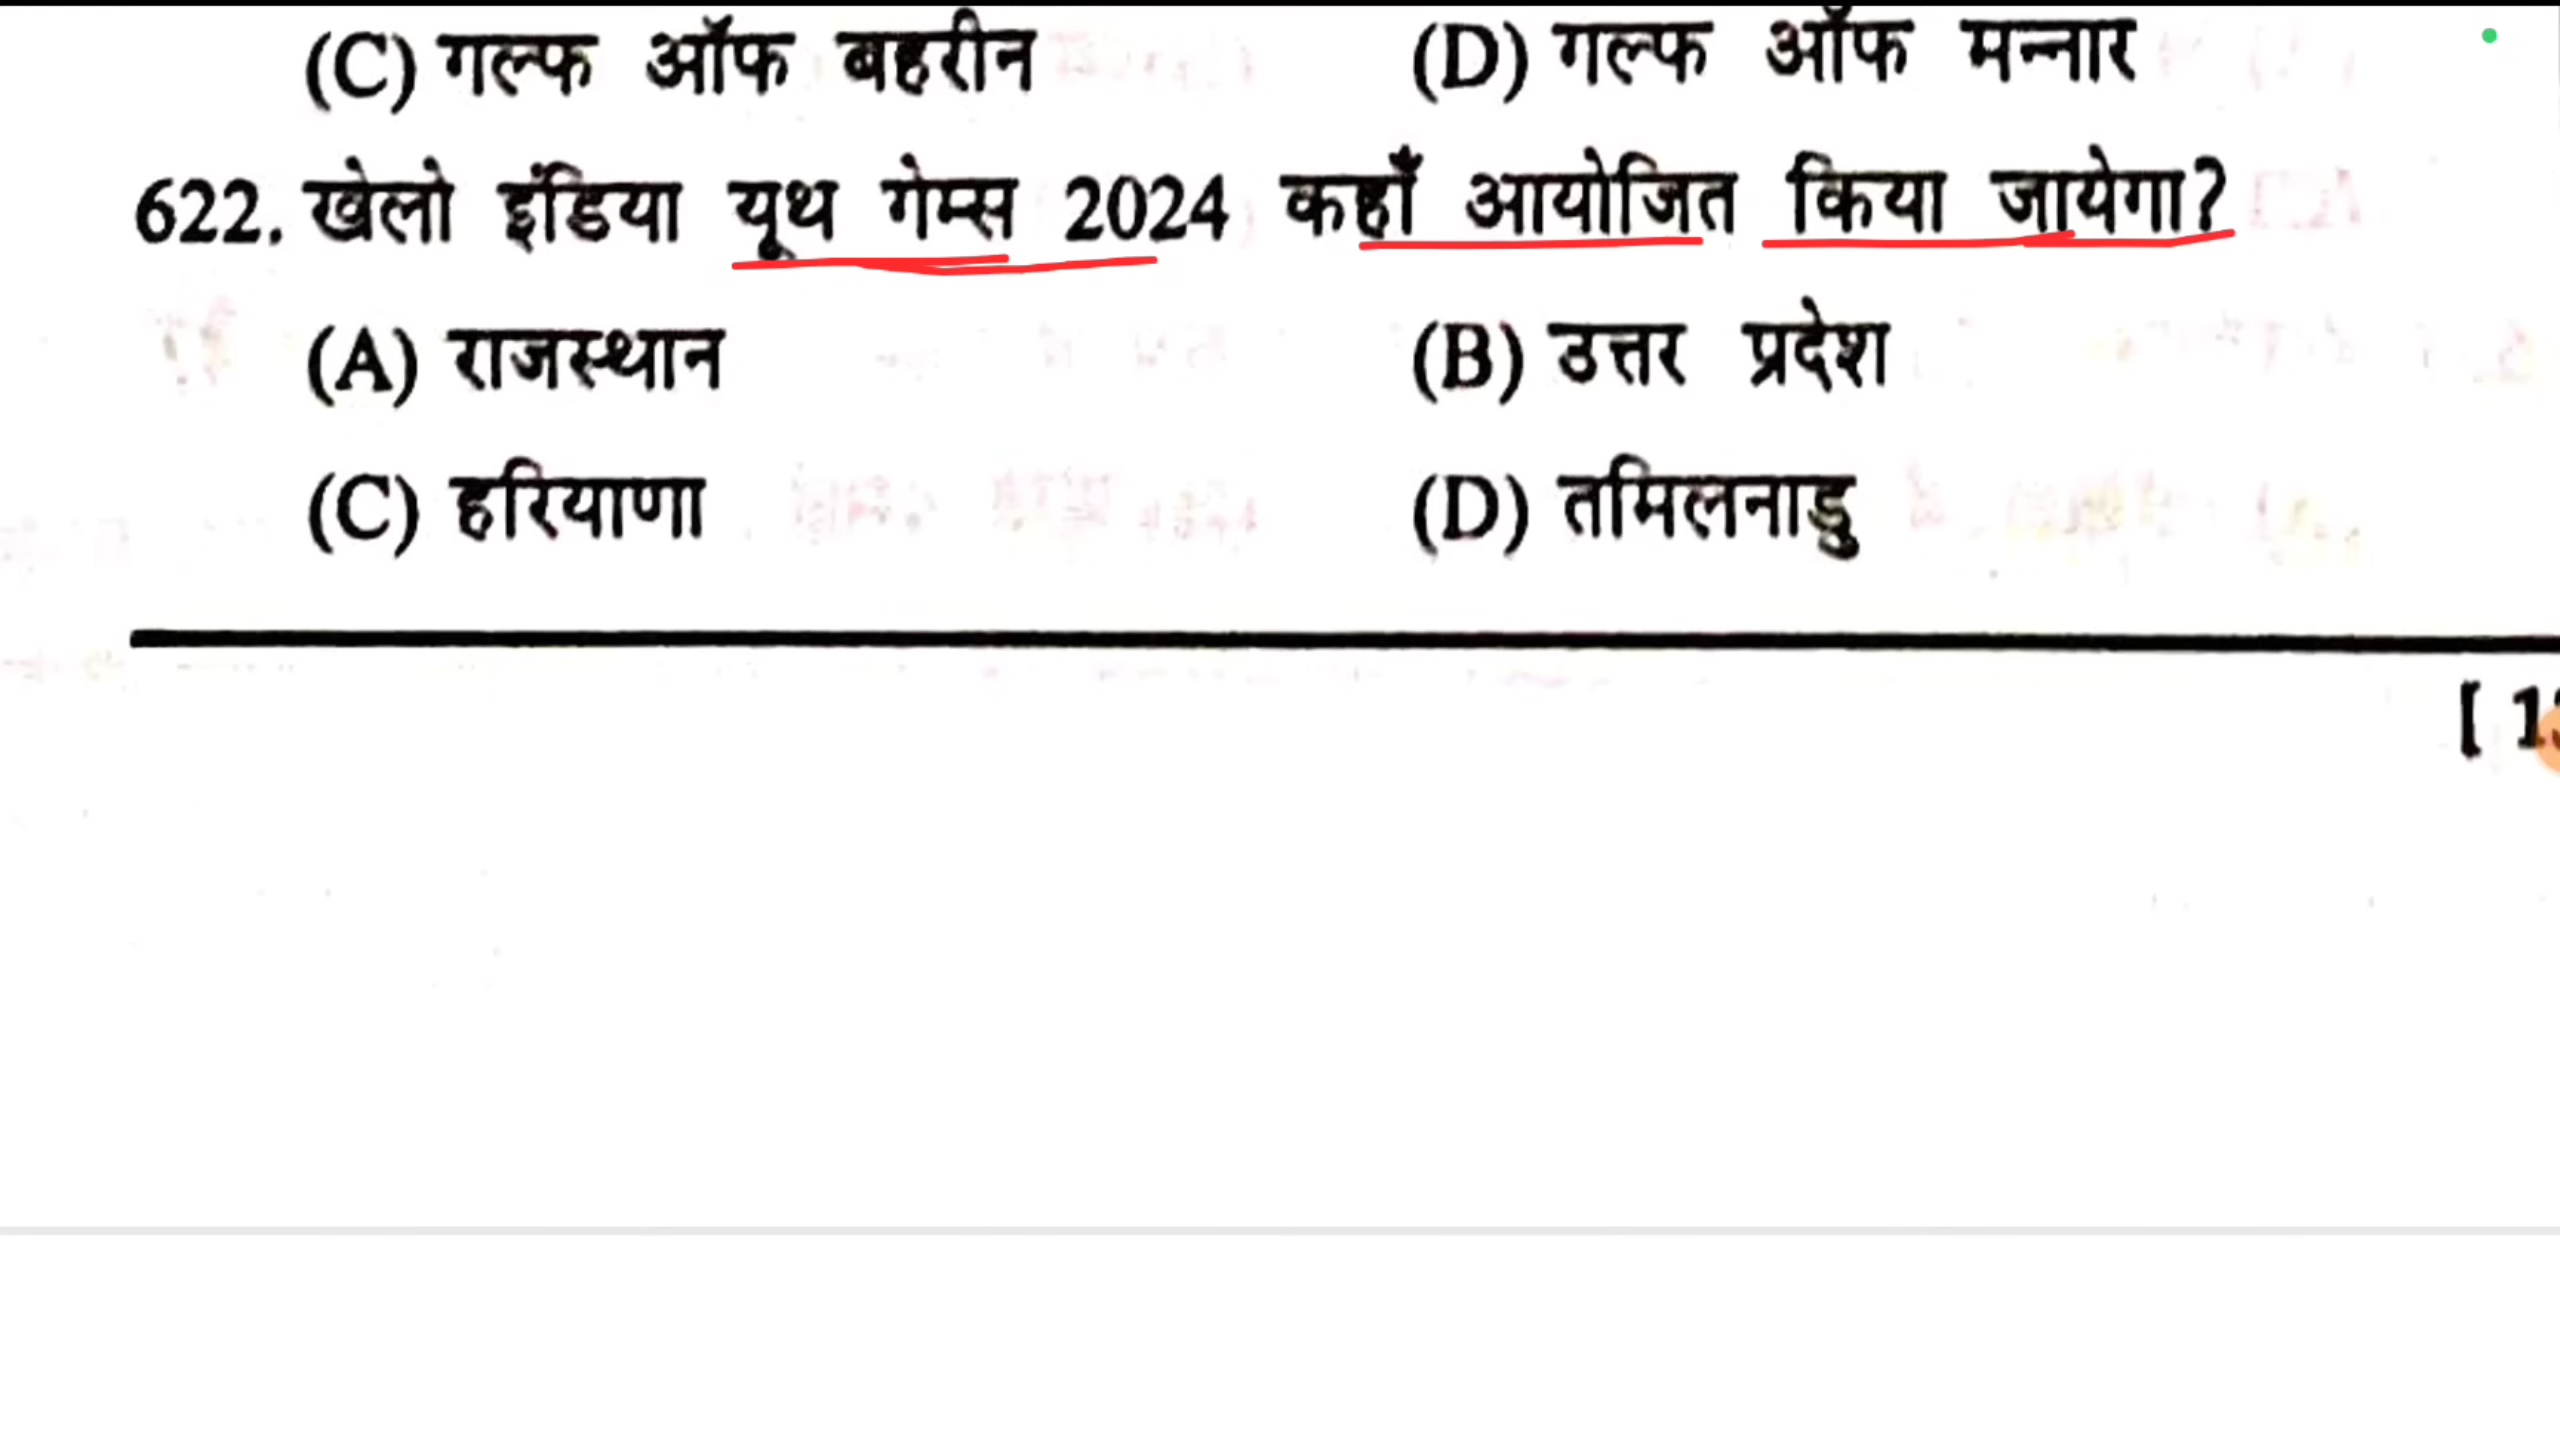 (C) गल्फ ऑफ बहरीन (D) गल्फ ऑफ मन्नार
622. खेलो इंडिया यूथ गेम्स 2024 कहाँ आयोजित किया जायेगा?
(A) राजस्थान (B) उत्तर प्रदेश
(C) हरियाणा (D) तमिलनाडु